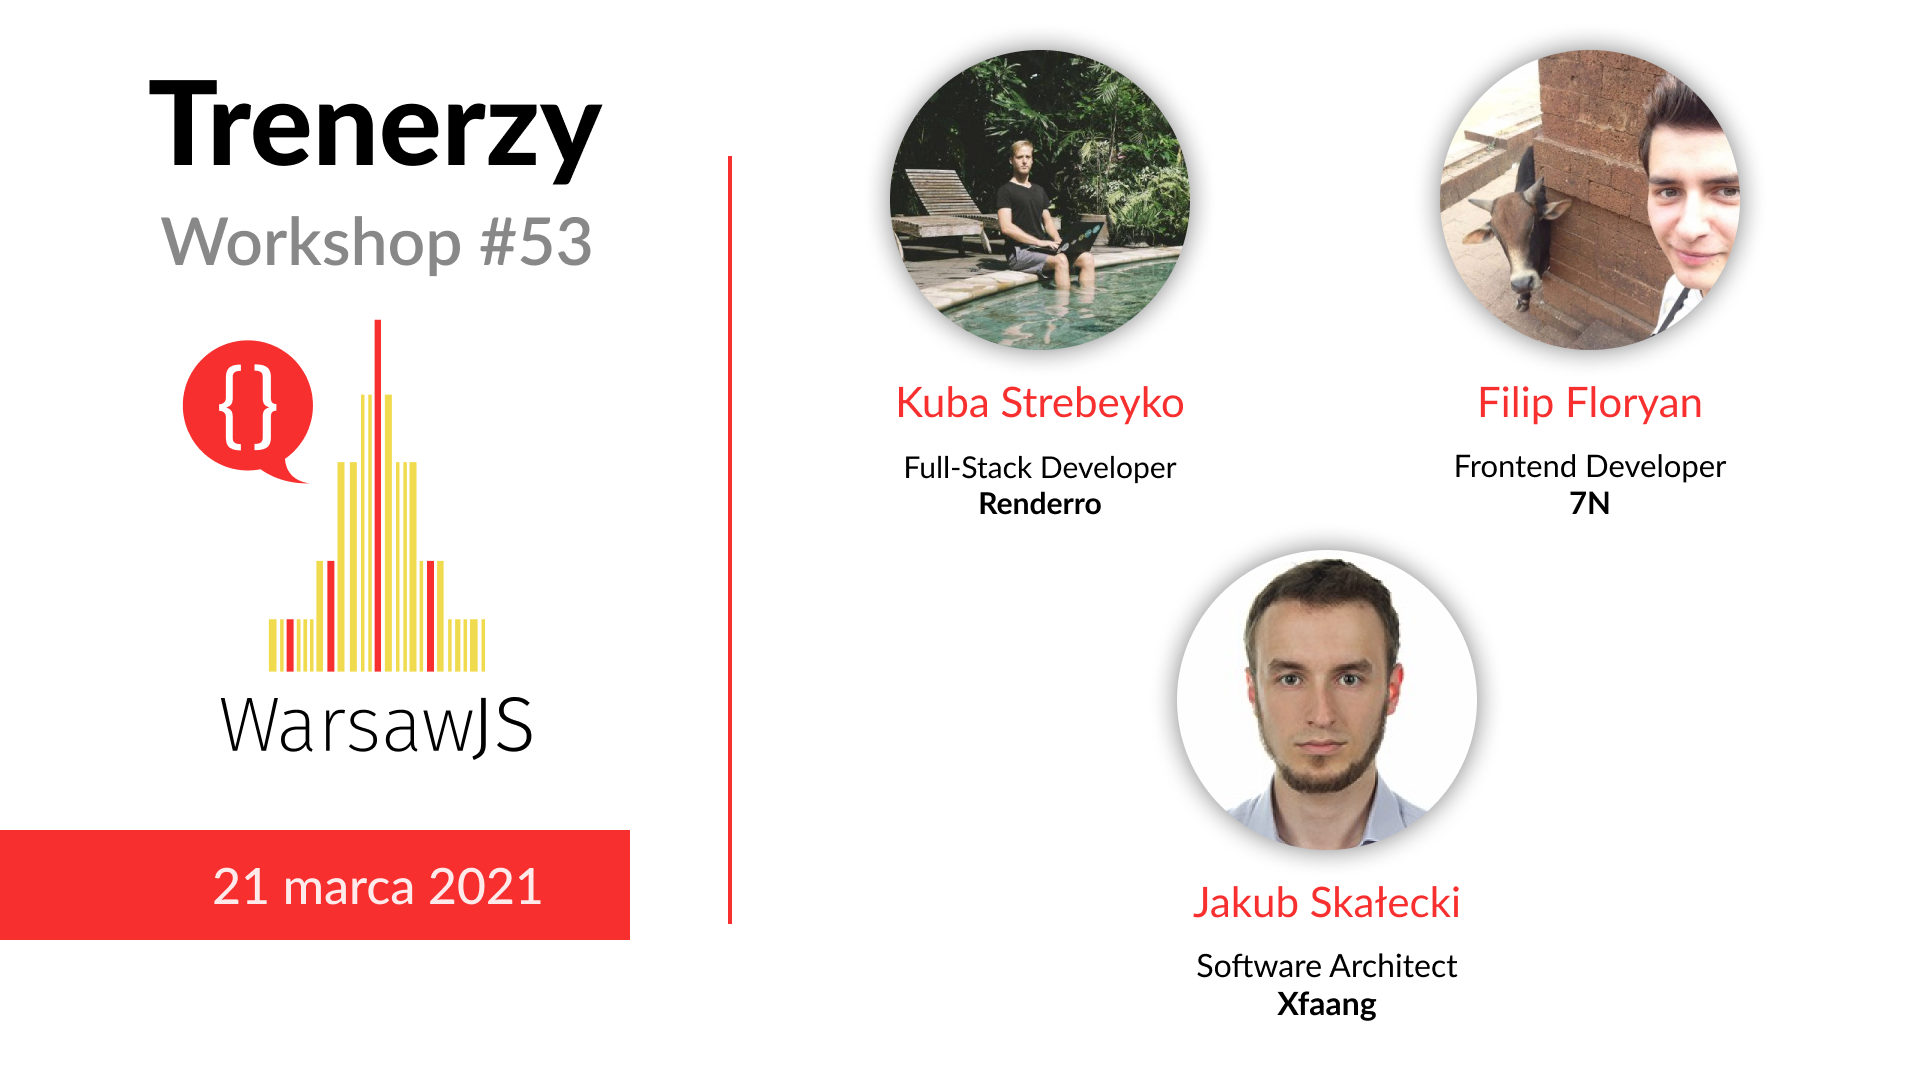 Trenerzy
Workshop #53
{}
WarsawJS
21 marca 2021
Kuba Strebeyko
Full-Stack Developer
Renderro
Filip Floryan
Frontend Developer
7N
Jakub Skałecki
Software Architect
Xfaang